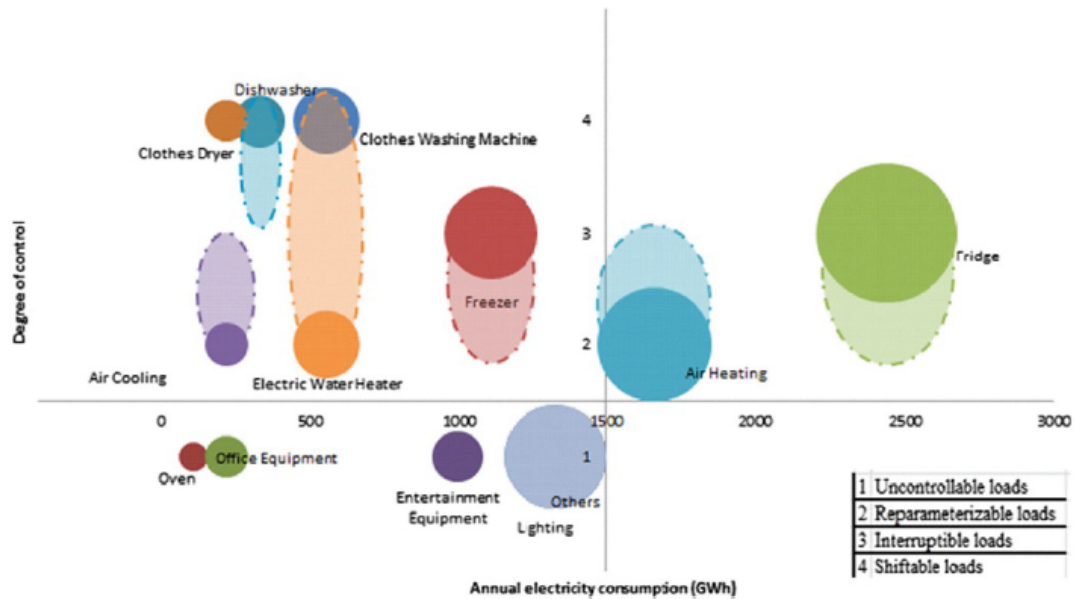 Dishwasher
4
Clothes Washing Machine
Clothes Dryer
Degree of control
3
Fridge
Freezer
2
Air Heating
Air Cooling
Electric Water Heater
0
500
1000
1500
2000
2500
3000
Office Equipment
1
Oven
Entertainment
Equipment
Others
Lighting
1 Uncontrollable loads
2 Reparameterizable loads
3 Interruptible loads
4 Shiftable loads
Annual electricity consumption (GWh)